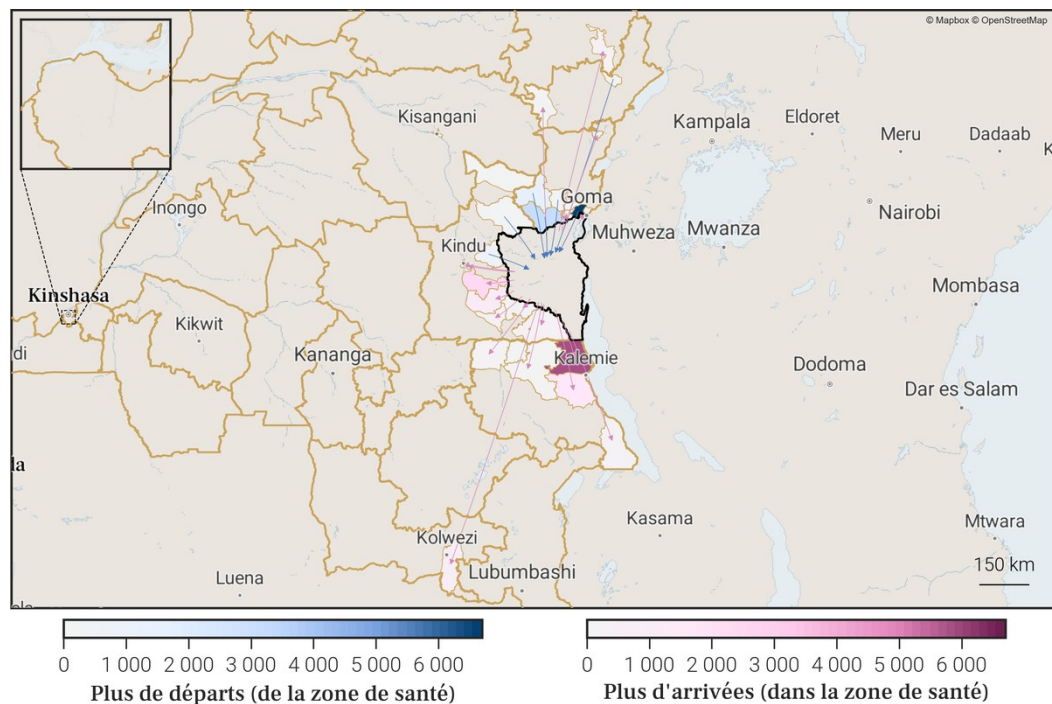 © Mapbox © OpenStreetMap
Kisangani
Kampala
Eldoret
Meru
Dadaab
K
Inongo
Goma
Nairobi
Kindu
Muhweza
Mwanza
Kinshasa
Mombasa
Kikwit
di
Kananga
Kalemie
Dodoma
Dar es Salam
la
Kasama
Kolwezi
Mtwara
Luena
Lubumbashi
150 km
ela
0 1 000 2 000 3 000 4 000 5 000 6 000
Plus de départs (de la zone de santé)
0 1 000 2 000 3 000 4 000 5 000 6 000
Plus d'arrivées (dans la zone de santé)